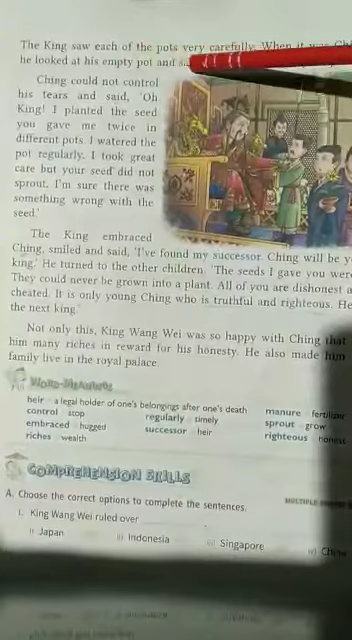 The King saw each of the pots very carefully. When it was
he looked at his empty pot and
Ching could not control
his tears and said, 'Oh
King! I planted the seed
you gave me twice in
different pots. I watered the
pot regularly. I took great
care but your seed did not
sprout. I'm sure there was
something wrong with the
seed.'
The King embraced
Ching, smiled and said, 'I've found my successor. Ching will be
king.' He turned to the other children. 'The seeds I gave you were
They could never be grown into a plant. All of you are dishonest
cheated. It is only young Ching who is truthful and righteous. He
the next king.'
Not only this, King Wang Wei was so happy with Ching that
him many riches in reward for his honesty. He also made him
family live in the royal palace.
WORD-MEANINGS
heir a legal holder of one's belongings after one's death manure fertilizer
control stop regularly timely sprout grow
embraced hugged successor heir righteous honest
riches wealth
COMPREHENSION SKILLS
A. Choose the correct options to complete the sentences. MULTIPLE
1. King Wang Wei ruled over ________.
i) Japan ii) Indonesia iii) Singapore iv) China